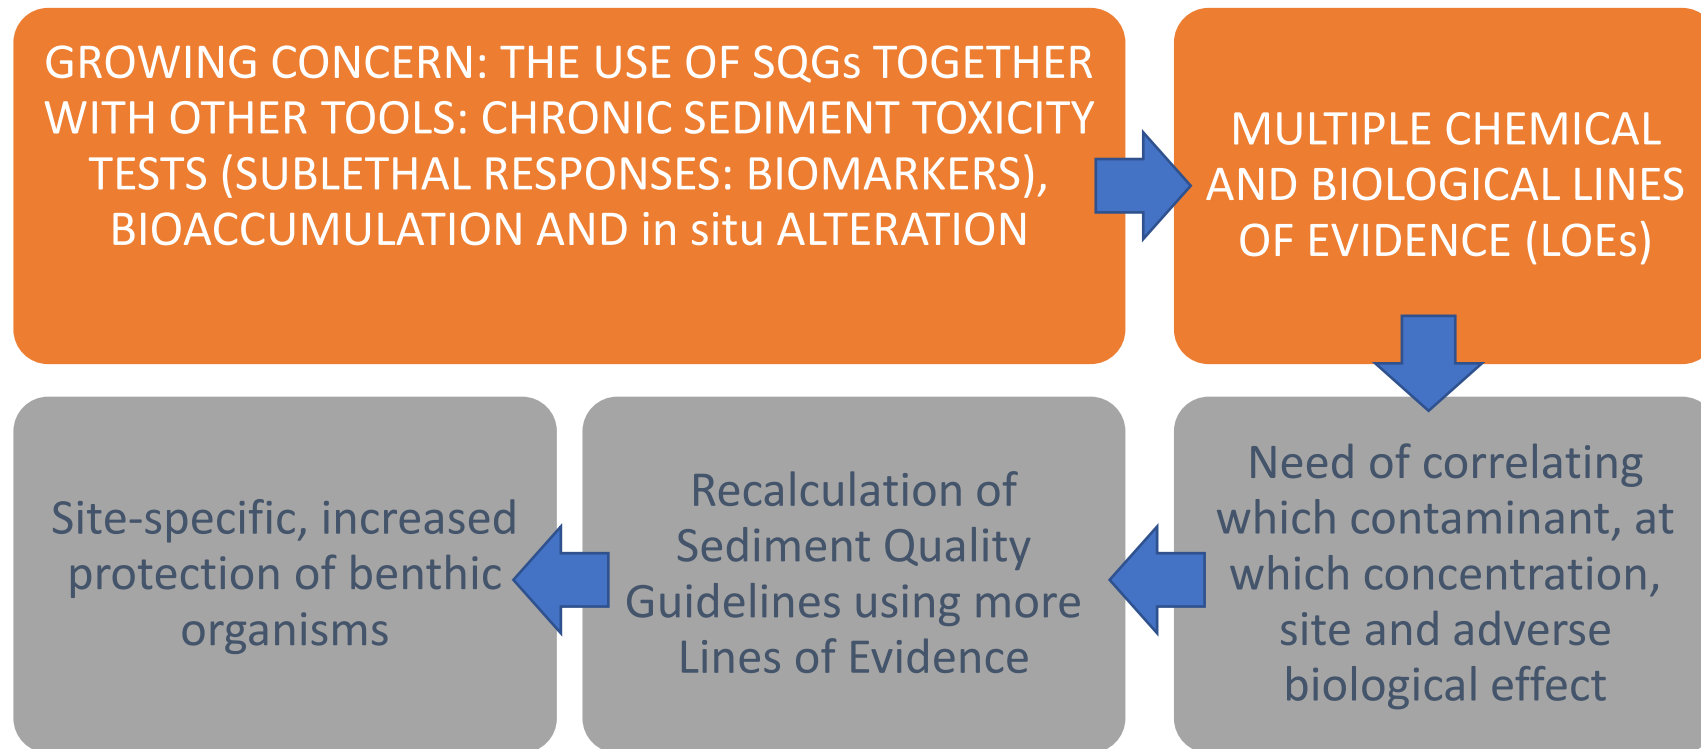 GROWING CONCERN: THE USE OF SQGs TOGETHER
WITH OTHER TOOLS: CHRONIC SEDIMENT TOXICITY
TESTS (SUBLETHAL RESPONSES: BIOMARKERS),
BIOACCUMULATION AND in situ ALTERATION
MULTIPLE CHEMICAL
AND BIOLOGICAL LINES
OF EVIDENCE (LOEs)
Need of correlating
which contaminant, at
which concentration,
site and adverse
biological effect
Recalculation of
Sediment Quality
Guidelines using more
Lines of Evidence
Site-specific, increased
protection of benthic
organisms